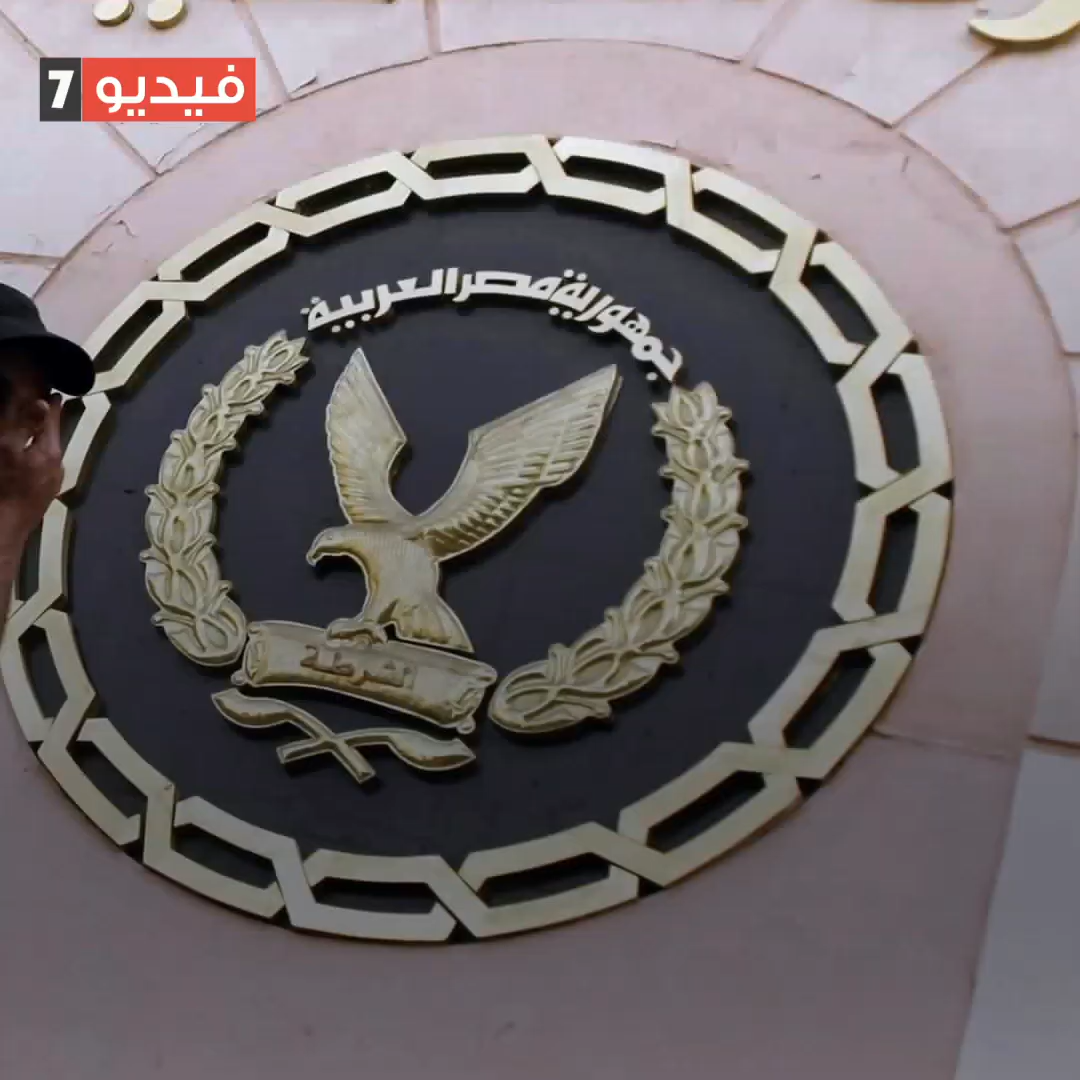 فيديو 7
جمهورية مصر العربية
الشرطة